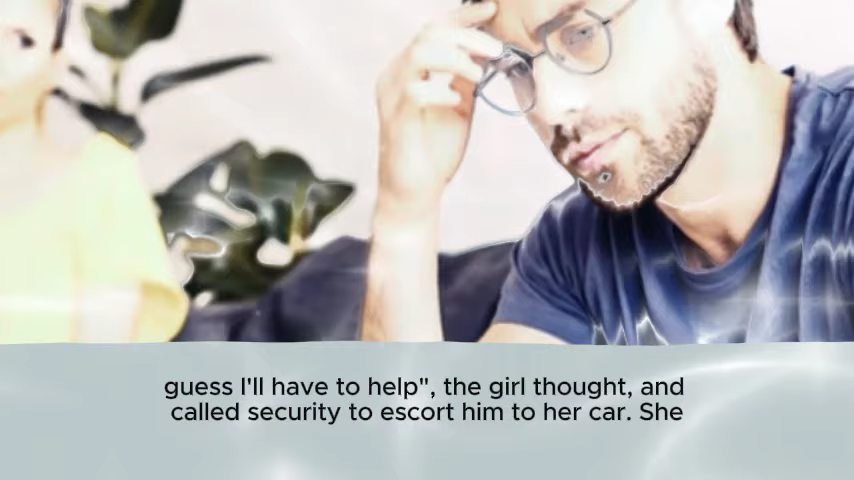 guess I'll have to help", the girl thought, and
called security to escort him to her car. She